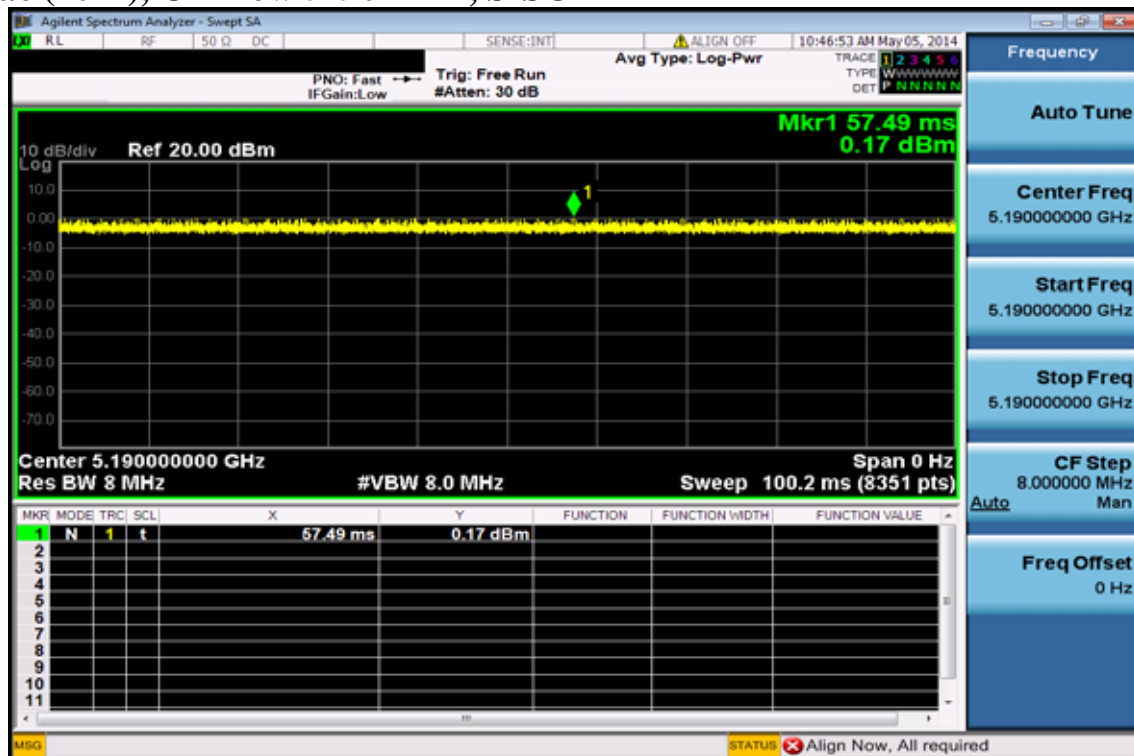 Agilent Spectrum Analyzer - Swept SA
RL RF 50 Ω DC SENSE:INT ALIGN OFF 10:46:53 AM May 05, 2014
Avg Type: Log-Pwr TRACE 1 2 3 4 5 6
PNO: Fast Trig: Free Run TYPE WWWWWW
IFGain:Low #Atten: 30 dB DET P N N N N N
Mkr1 57.49 ms
0.17 dBm
10 dB/div Ref 20.00 dBm
Log
10.0
1
0.00
-10.0
-20.0
-30.0
-40.0
-50.0
-60.0
-70.0
Center 5.190000000 GHz Span 0 Hz
Res BW 8 MHz #VBW 8.0 MHz Sweep 100.2 ms (8351 pts)
MKR MODE TRC SCL X Y FUNCTION FUNCTION WIDTH FUNCTION VALUE
1 N 1 t 57.49 ms 0.17 dBm
2
3
4
5
6
7
8
9
10
11
MSG STATUS Align Now, All required
Frequency
Auto Tune
Center Freq
5.190000000 GHz
Start Freq
5.190000000 GHz
Stop Freq
5.190000000 GHz
CF Step
8.000000 MHz
Auto Man
Freq Offset
0 Hz